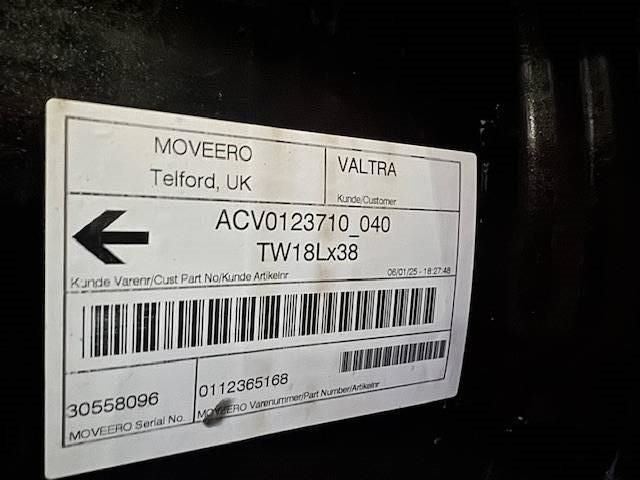 MOVEERO
Telford, UK
VALTRA
Kunde/Customer
ACV0123710_040
TW18Lx38
Kunde Varenr/Cust Part No/Kunde Artikelnr
06/01/25 - 18:27:48
30558096
MOVEERO Serial No.
0112365168
MOVEERO Varenummer/Part Number/Artikelnr